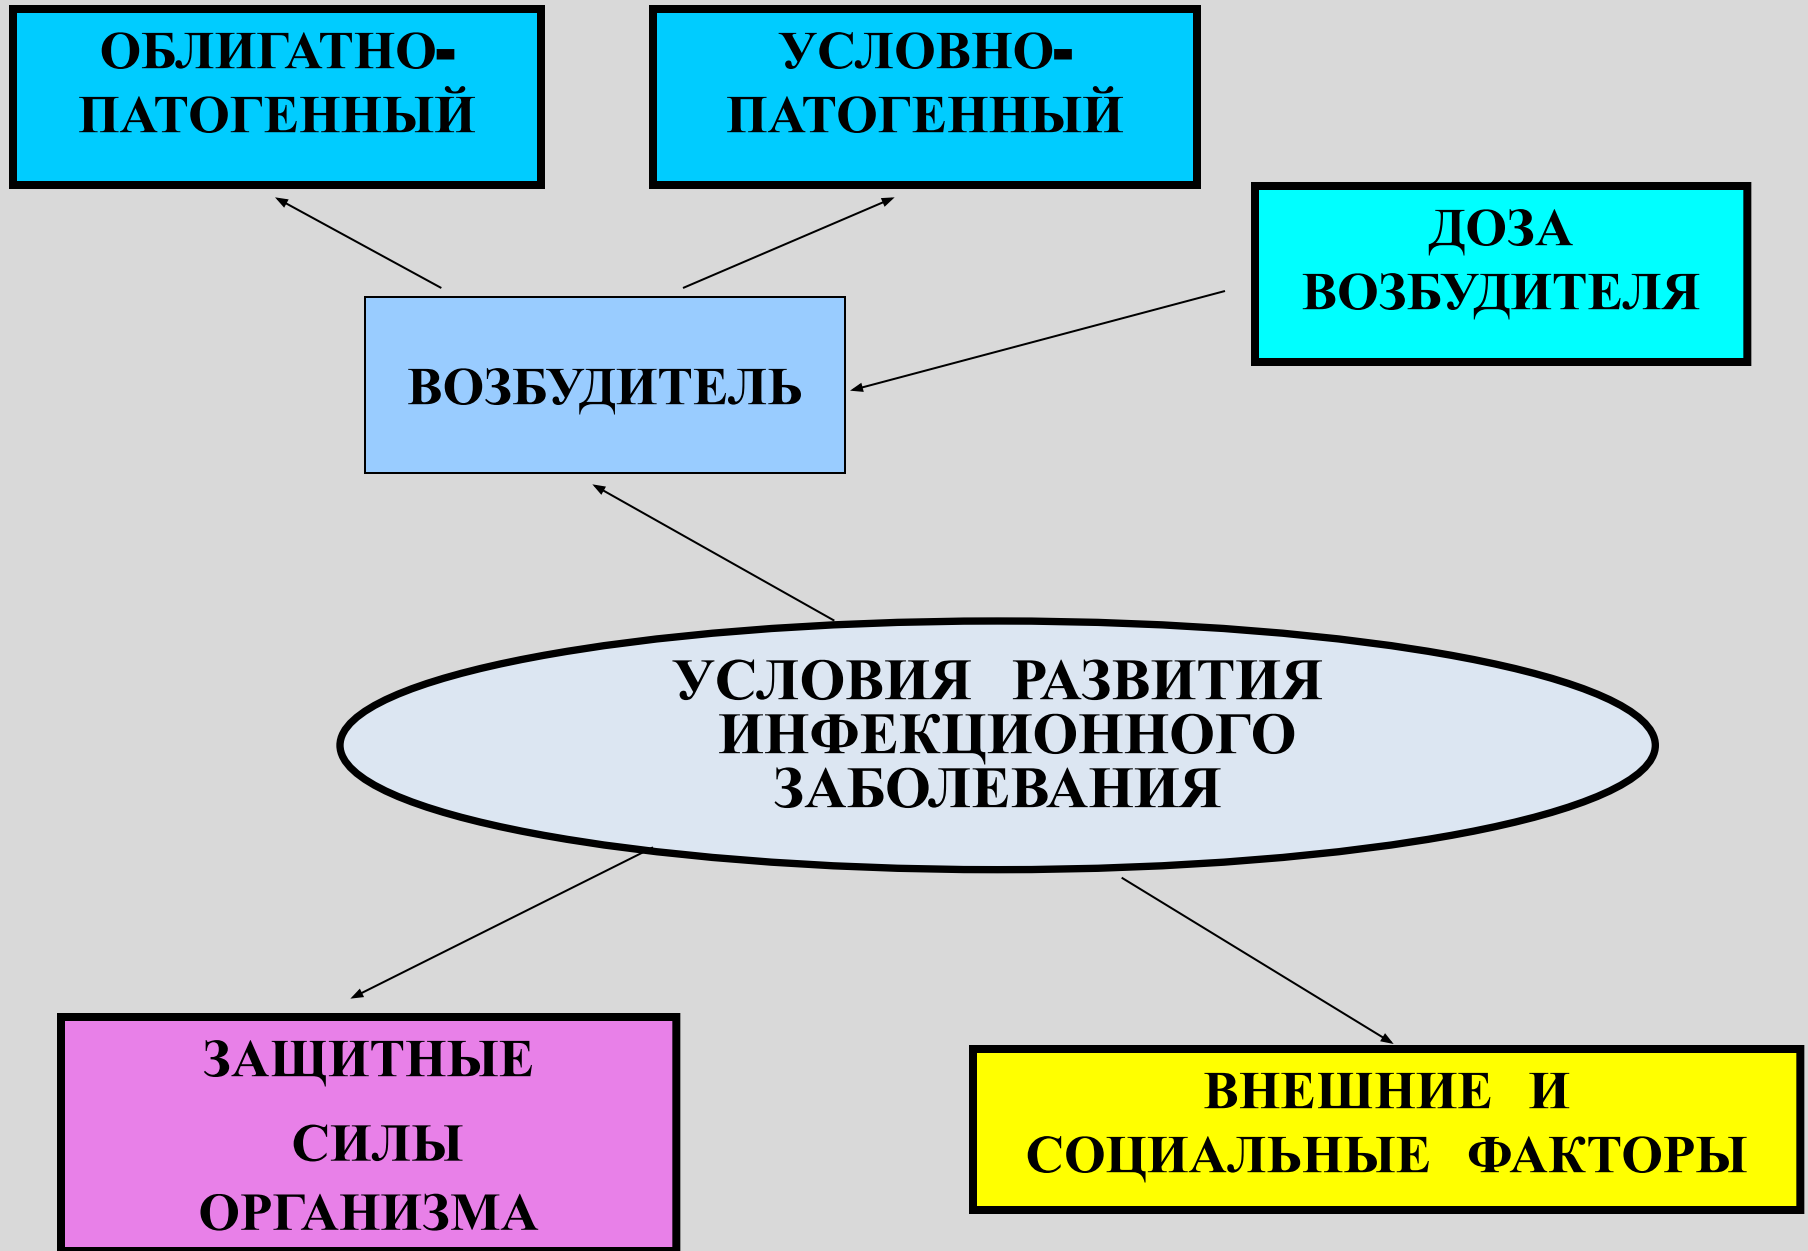 ОБЛИГАТНО-
ПАТОГЕННЫЙ
УСЛОВНО-
ПАТОГЕННЫЙ
ДОЗА
ВОЗБУДИТЕЛЯ
ВОЗБУДИТЕЛЬ
УСЛОВИЯ РАЗВИТИЯ
ИНФЕКЦИОННОГО
ЗАБОЛЕВАНИЯ
ЗАЩИТНЫЕ
СИЛЫ
ОРГАНИЗМА
ВНЕШНИЕ И
СОЦИАЛЬНЫЕ ФАКТОРЫ